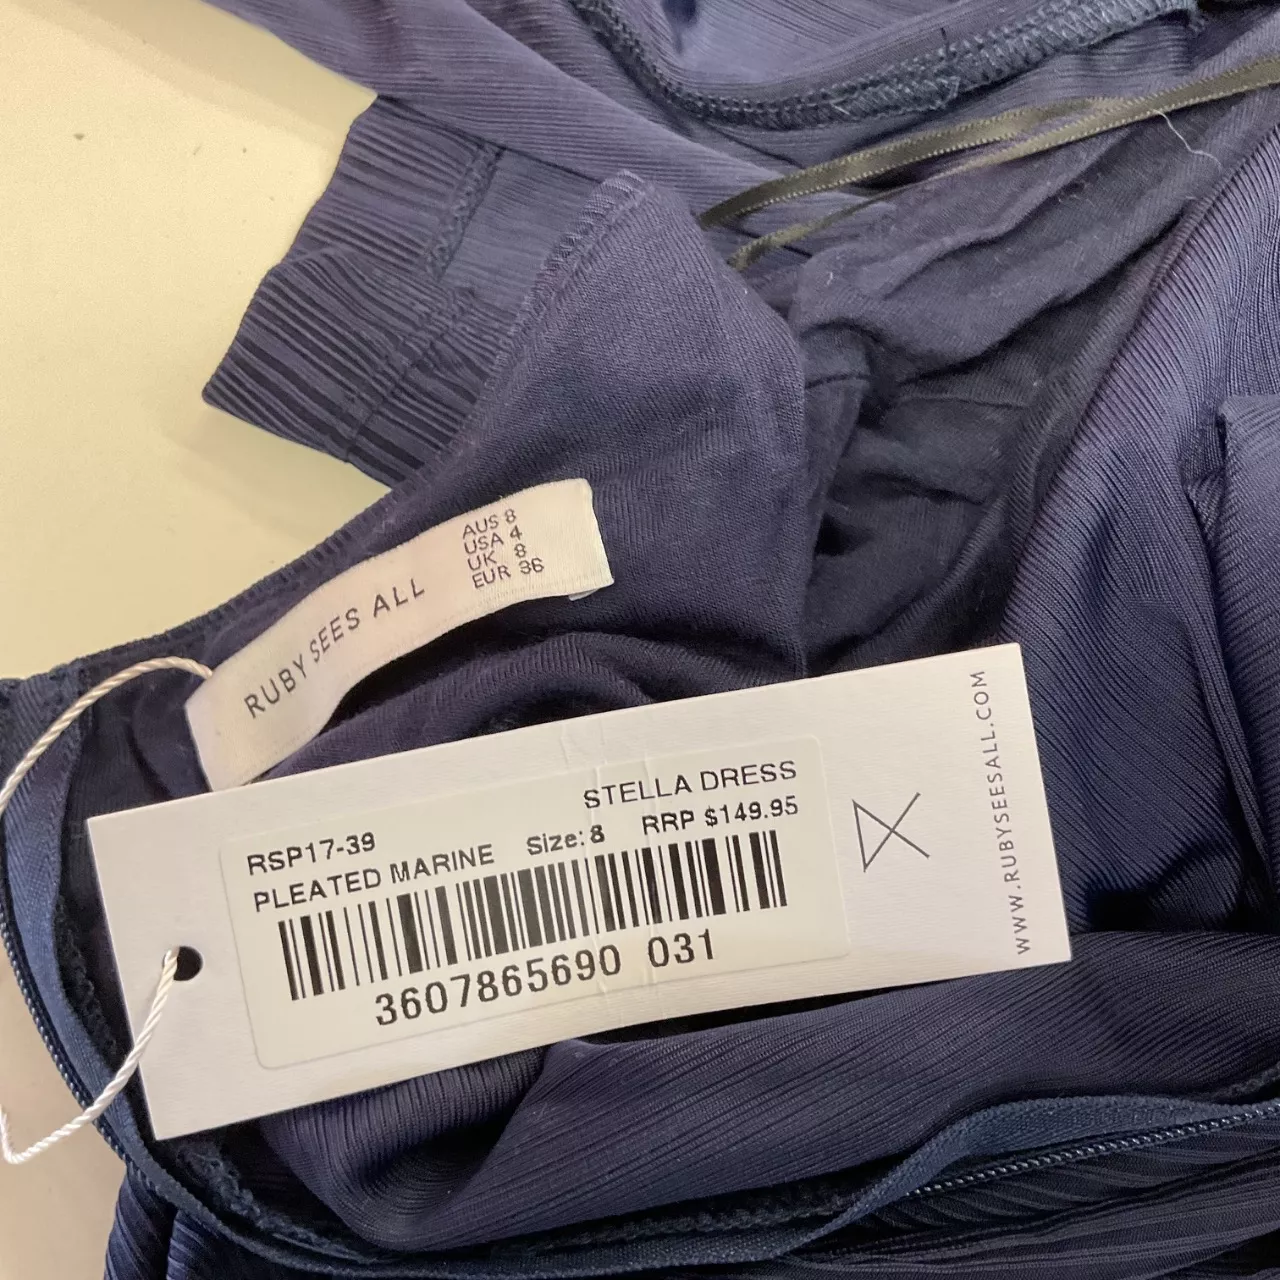 AUS 8
USA 4
UK 8
EUR 36
RUBY SEES ALL
STELLA DRESS
RSP17-39
PLEATED MARINE Size: 8 RRP $149.95
3607865690 031
WWW.RUBYSEESALL.COM